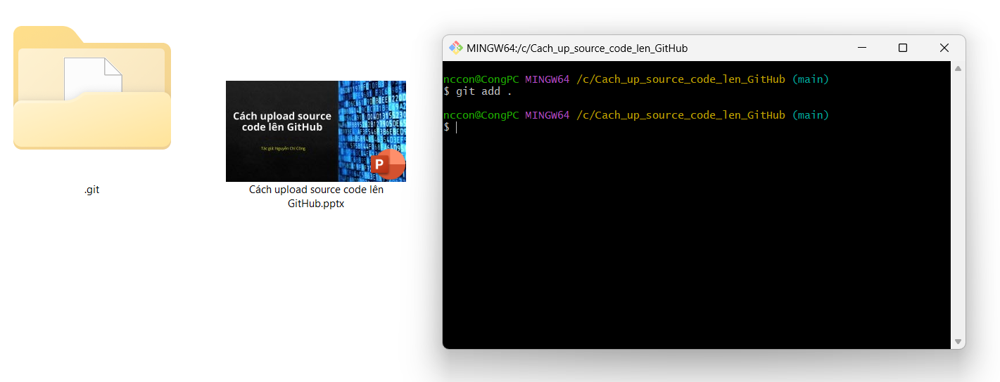 .git
Cách upload source
code lên GitHub
Tác giả: Nguyễn Chí Công
P
Cách upload source code lên
GitHub.pptx
MINGW64:/c/Cach_up_source_code_len_GitHub
nccon@CongPC MINGW64 /c/Cach_up_source_code_len_GitHub (main)
$ git add .
nccon@CongPC MINGW64 /c/Cach_up_source_code_len_GitHub (main)
$